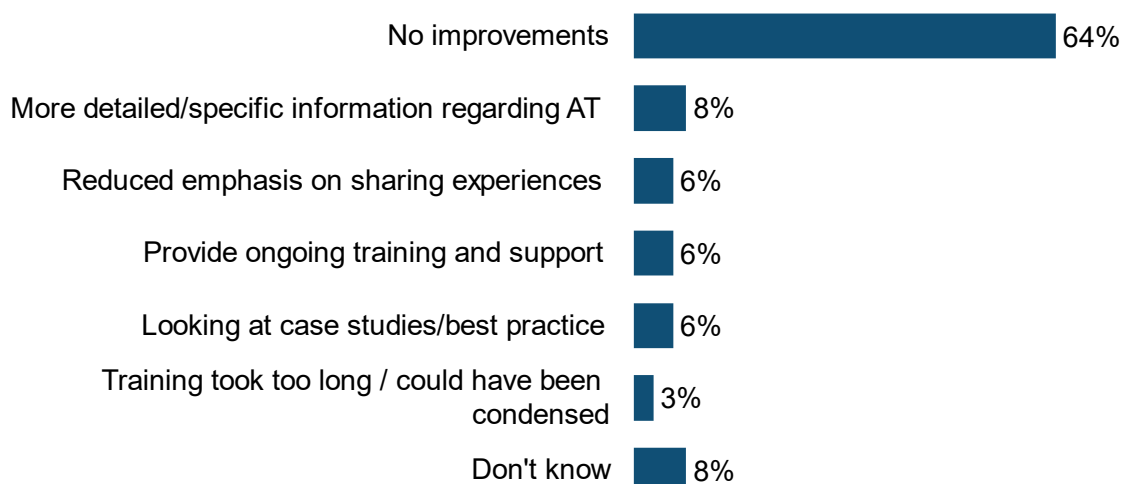 No improvements 64%
More detailed/specific information regarding AT 8%
Reduced emphasis on sharing experiences 6%
Provide ongoing training and support 6%
Looking at case studies/best practice 6%
Training took too long / could have been
condensed 3%
Don't know 8%